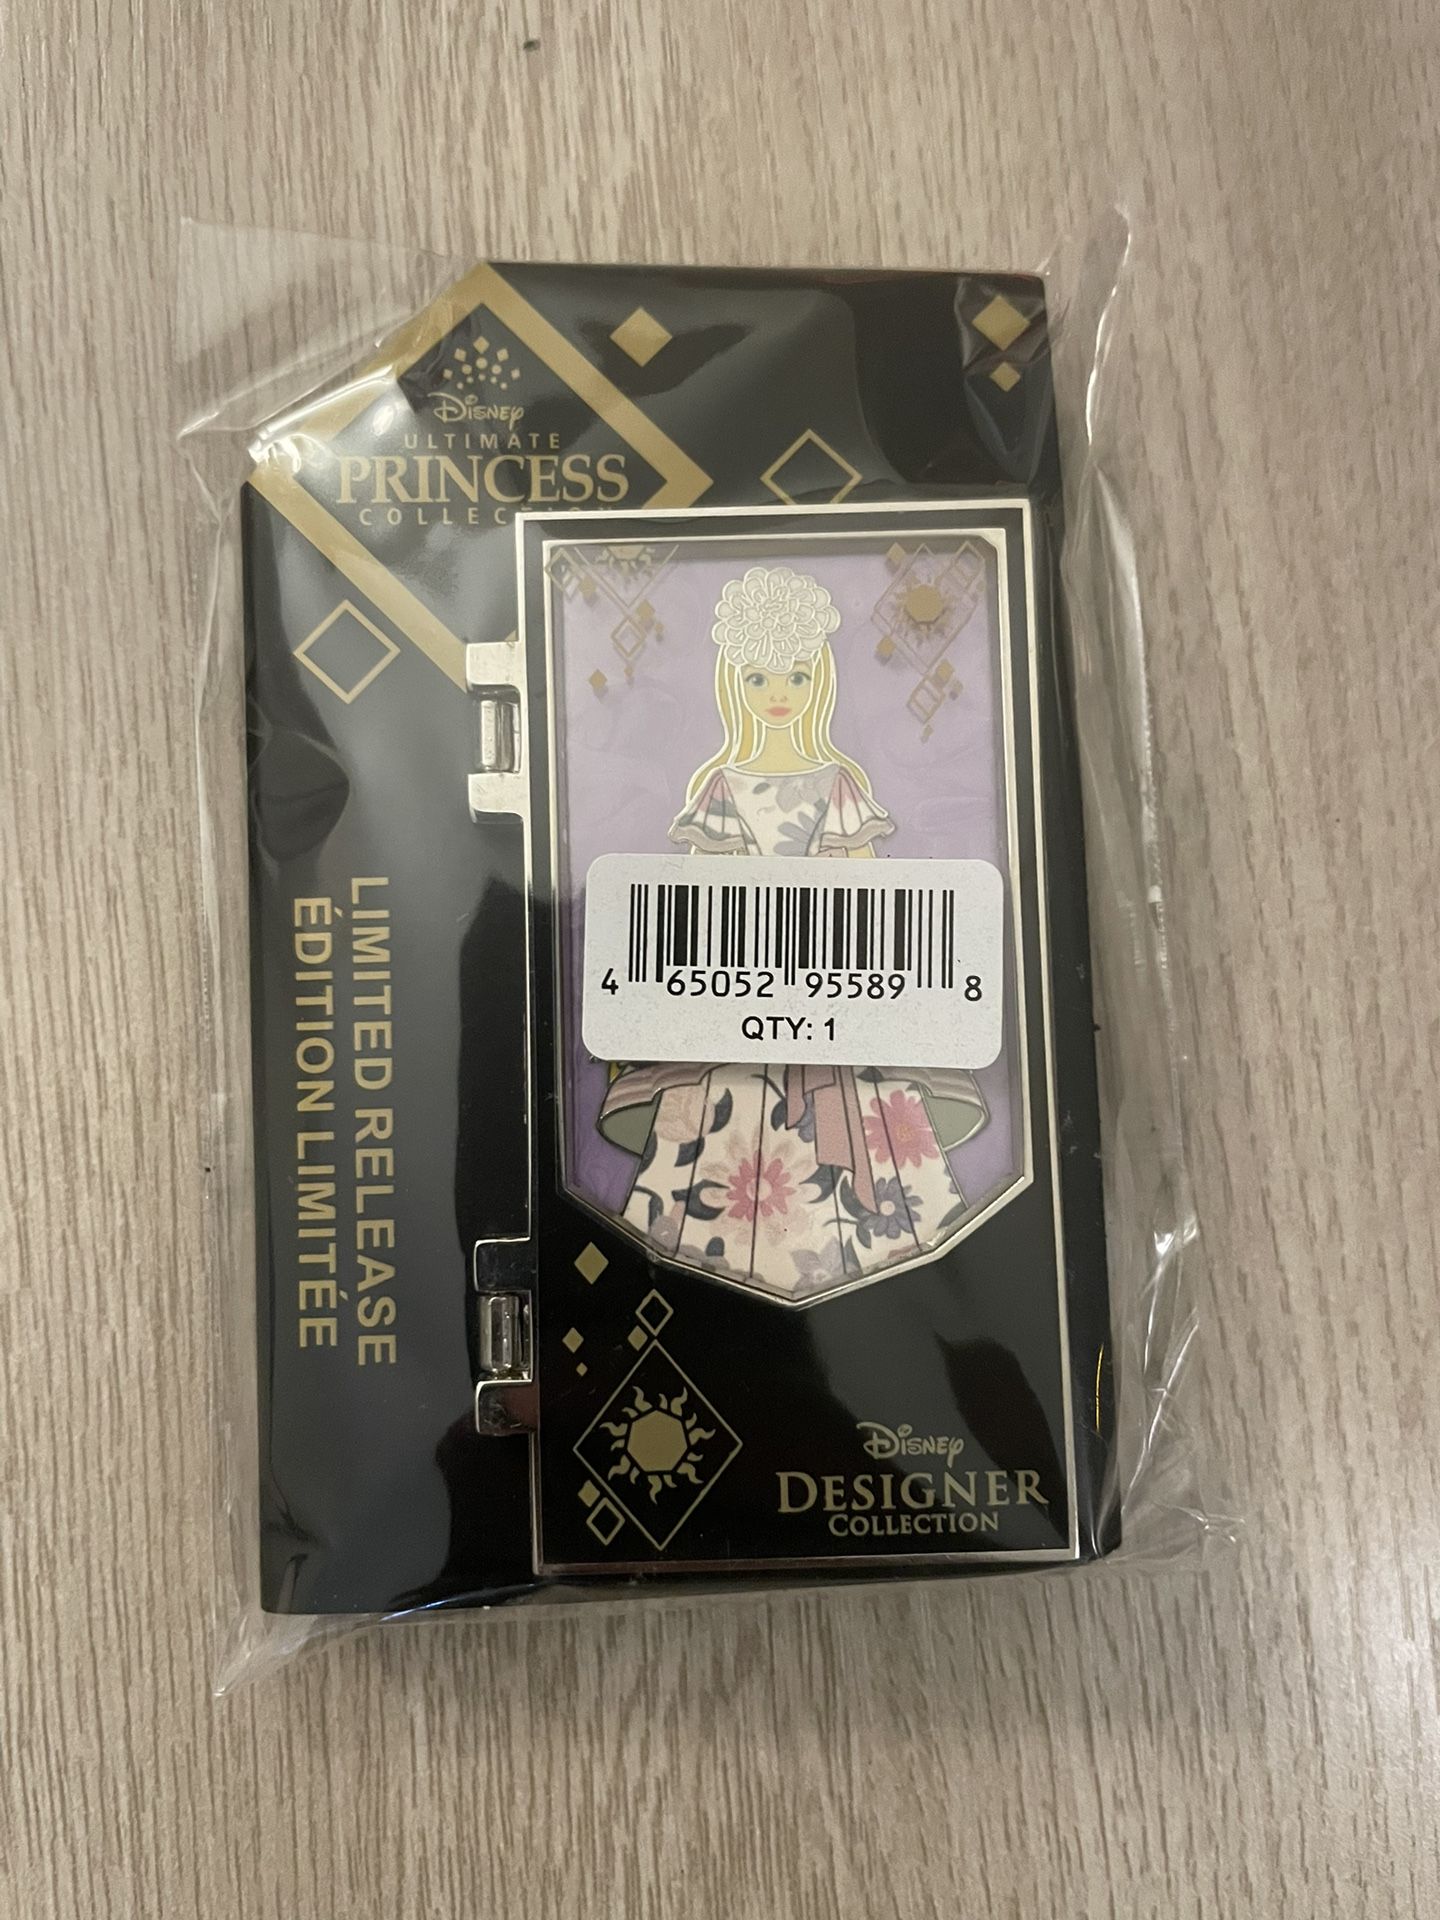 Disney
ULTIMATE
PRINCESS
COLLECTION
LIMITED RELEASE
ÉDITION LIMITÉE
4 65052 95589 8
QTY: 1
Disney
DESIGNER
COLLECTION